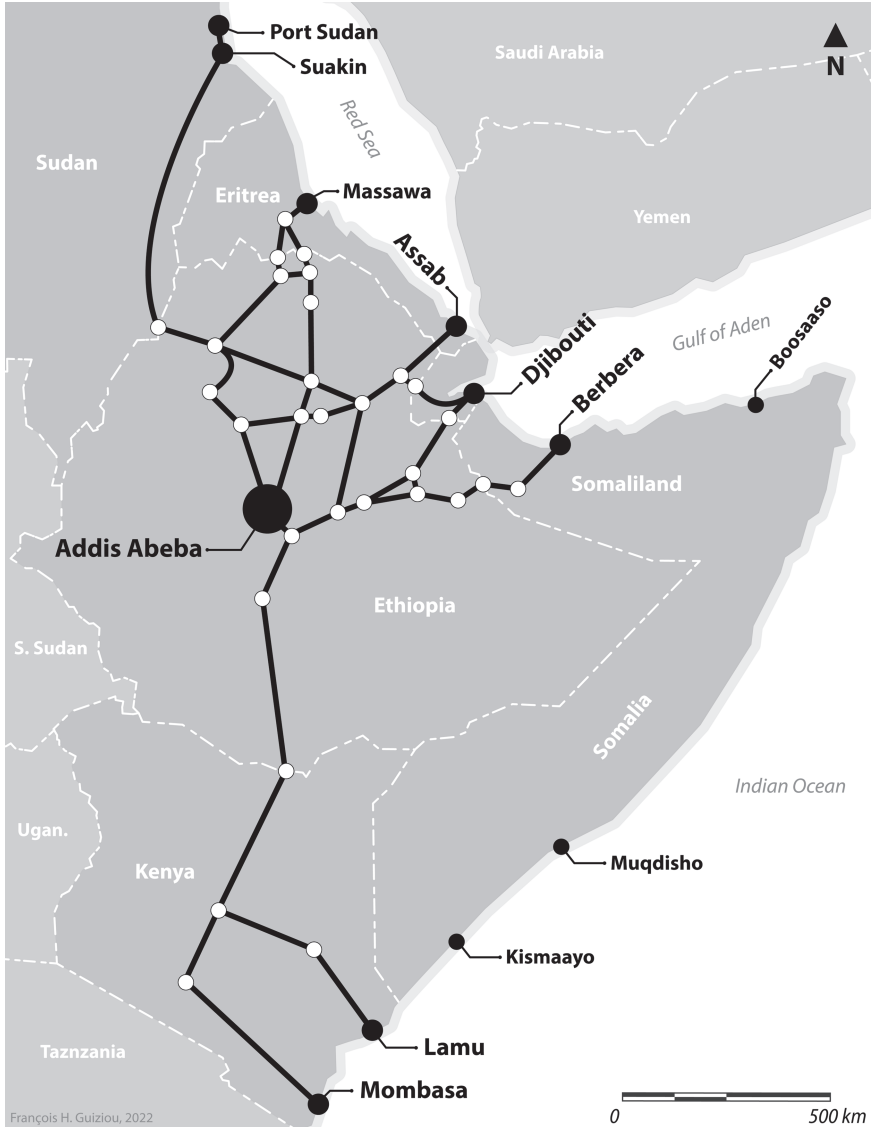 Port Sudan
Saudi Arabia
N
Suakin
Red Sea
Sudan
Eritrea
Massawa
Yemen
Assab
Djibouti
Gulf of Aden
Boosaaso
Berbera
Somaliland
Addis Abeba
Ethiopia
S. Sudan
Somalia
Indian Ocean
Ugan.
Kenya
Muqdisho
Kismaayo
Lamu
Taznzania
Mombasa
François H. Guiziou, 2022
0 500 km